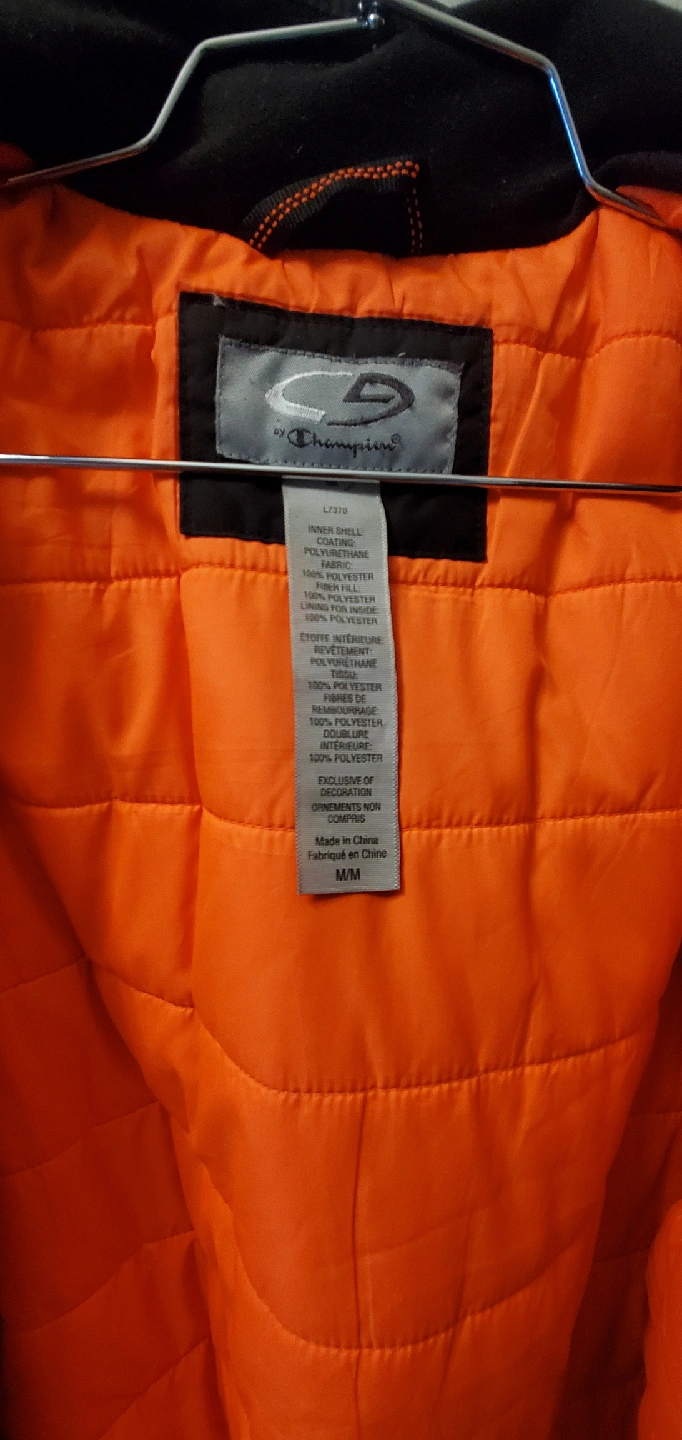 by Champion®
L7370
INNER SHELL:
COATING:
POLYURETHANE
FABRIC:
100% POLYESTER
FIBER FILL:
100% POLYESTER
LINING FOR INSIDE:
100% POLYESTER
ÉTOFFE INTÉRIEURE:
REVÊTEMENT:
POLYURÉTHANE
TISSU:
100% POLYESTER
FIBRES DE
REMBOURRAGE:
100% POLYESTER
DOUBLURE
INTÉRIEURE:
100% POLYESTER
EXCLUSIVE OF
DECORATION
ORNEMENTS NON
COMPRIS
Made in China
Fabriqué en Chine
M/M